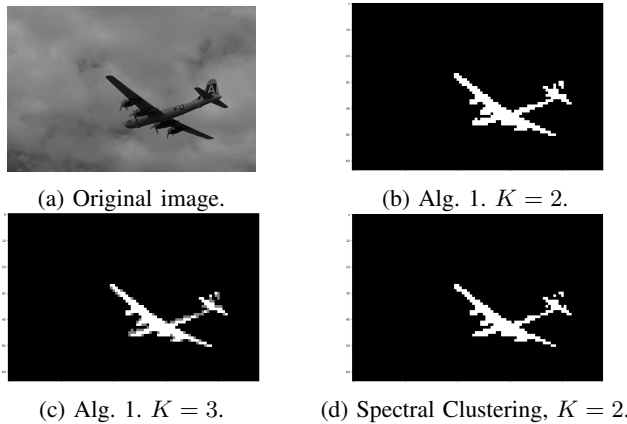 A
(a) Original image.
(b) Alg. 1. K = 2.
(c) Alg. 1. K = 3.
(d) Spectral Clustering, K = 2.